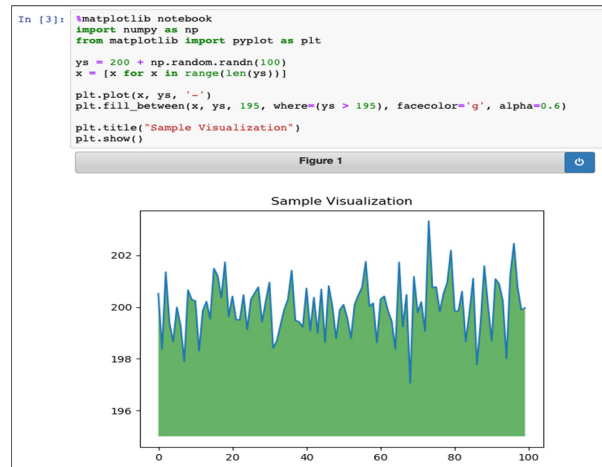 In [3]:
%matplotlib notebook
import numpy as np
from matplotlib import pyplot as plt
ys = 200 + np.random.randn(100)
x = [x for x in range(len(ys))]
plt.plot(x, ys, '-')
plt.fill_between(x, ys, 195, where=(ys > 195), facecolor='g', alpha=0.6)
plt.title("Sample Visualization")
plt.show()
Figure 1
Sample Visualization
202
200
198
196
0 20 40 60 80 100